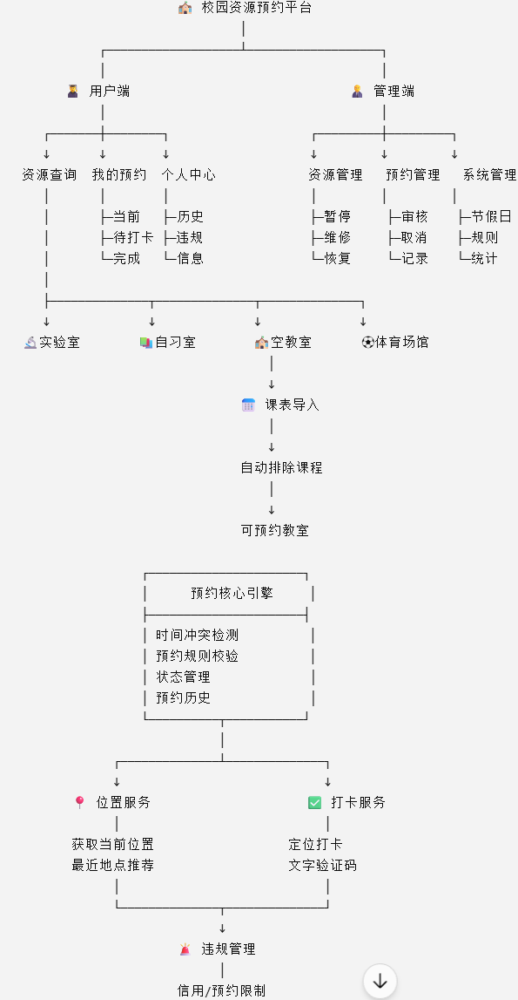 校园资源预约平台
用户端 管理端
资源查询 我的预约 个人中心 资源管理 预约管理 系统管理
当前 历史 暂停 审核 节假日
待打卡 违规 维修 取消 规则
完成 信息 恢复 记录 统计
实验室 自习室 空教室 体育场馆
课表导入
自动排除课程
可预约教室
预约核心引擎
时间冲突检测
预约规则校验
状态管理
预约历史
位置服务 打卡服务
获取当前位置 定位打卡
最近地点推荐 文字验证码
违规管理
信用/预约限制